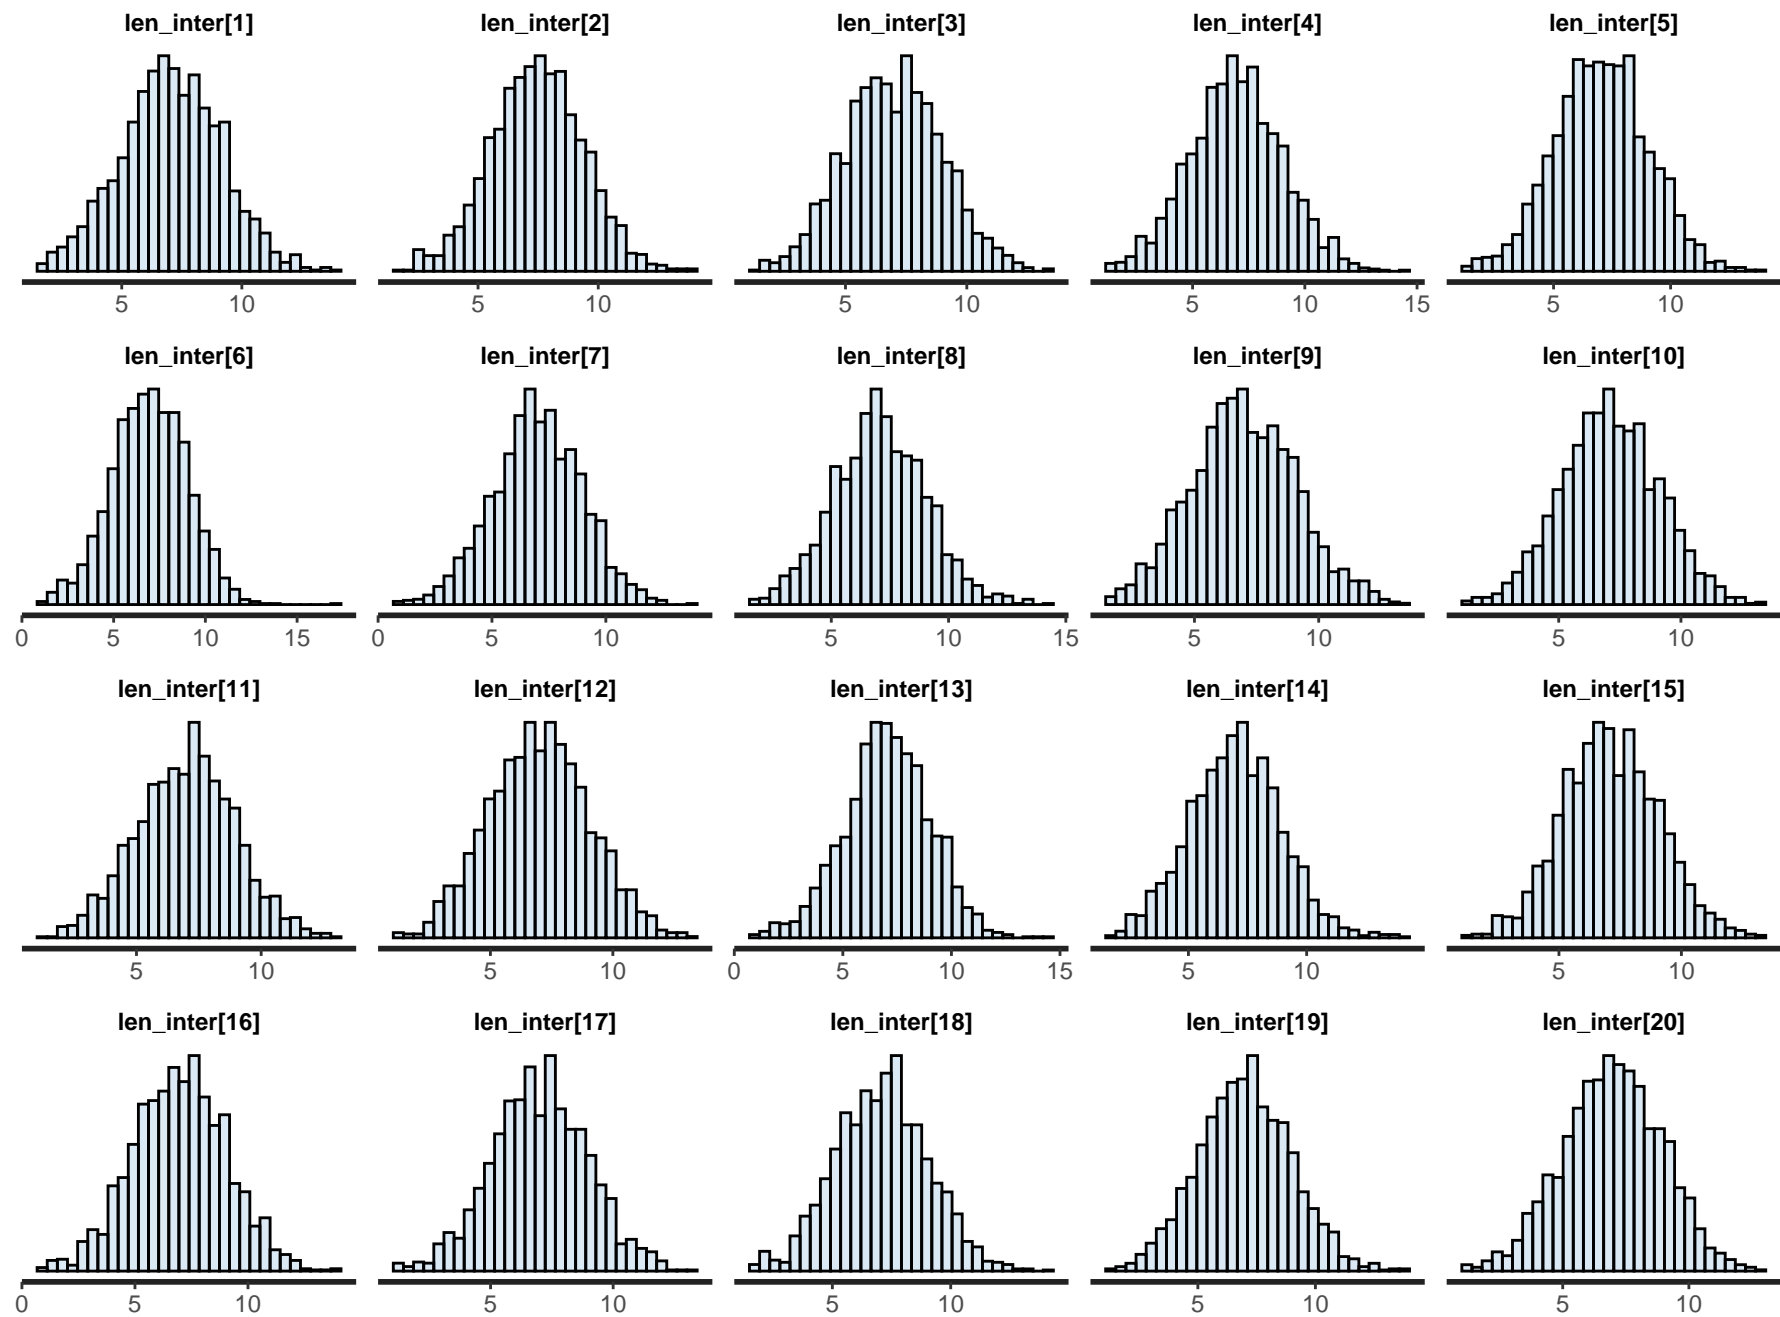 len_inter[1] len_inter[2] len_inter[3] len_inter[4] len_inter[5]
5 10 5 10 5 10 5 10 15 5 10
len_inter[6] len_inter[7] len_inter[8] len_inter[9] len_inter[10]
0 5 10 15 0 5 10 5 10 15 5 10 5 10
len_inter[11] len_inter[12] len_inter[13] len_inter[14] len_inter[15]
5 10 5 10 0 5 10 15 5 10 5 10
len_inter[16] len_inter[17] len_inter[18] len_inter[19] len_inter[20]
0 5 10 5 10 5 10 5 10 5 10